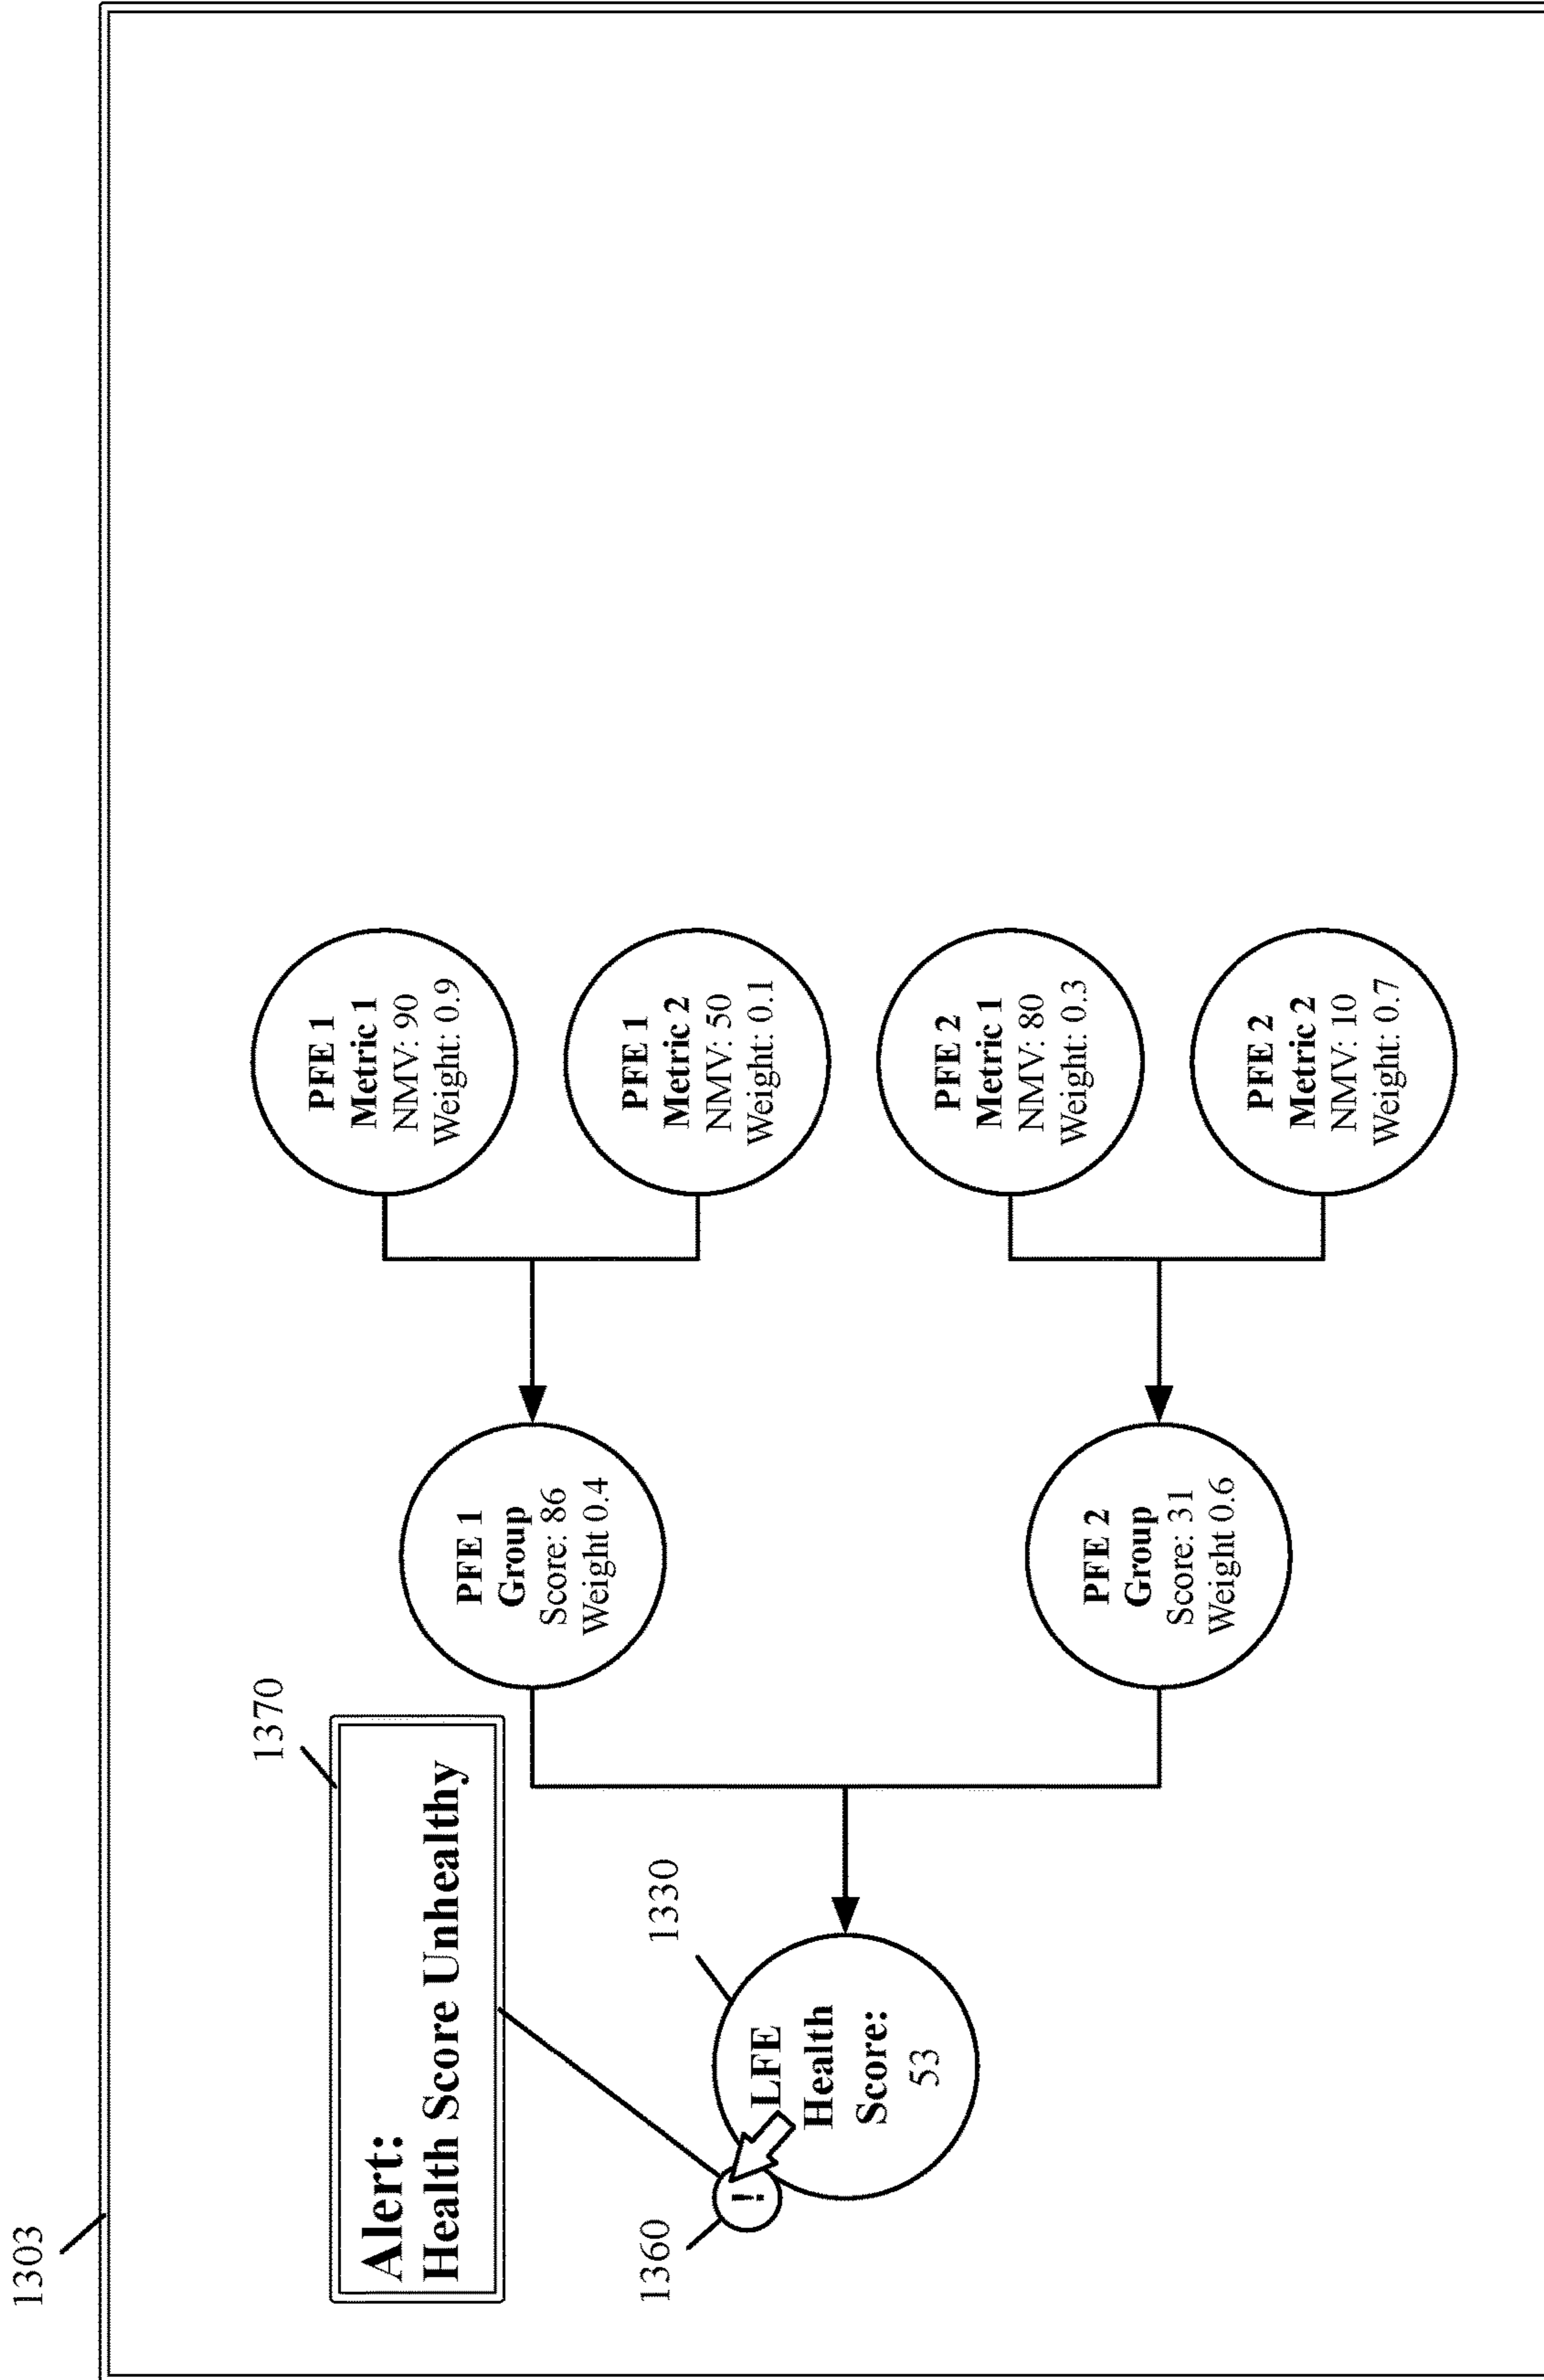 1303
Alert:
Health Score Unhealthy
1370
1360
!
1330
LFE
Health
Score:
53
PFE 1
Group
Score: 86
Weight 0.4
PFE 2
Group
Score: 31
Weight 0.6
PFE 1
Metric 1
NMV: 90
Weight: 0.9
PFE 1
Metric 2
NMV: 50
Weight: 0.1
PFE 2
Metric 1
NMV: 80
Weight: 0.3
PFE 2
Metric 2
NMV: 10
Weight: 0.7